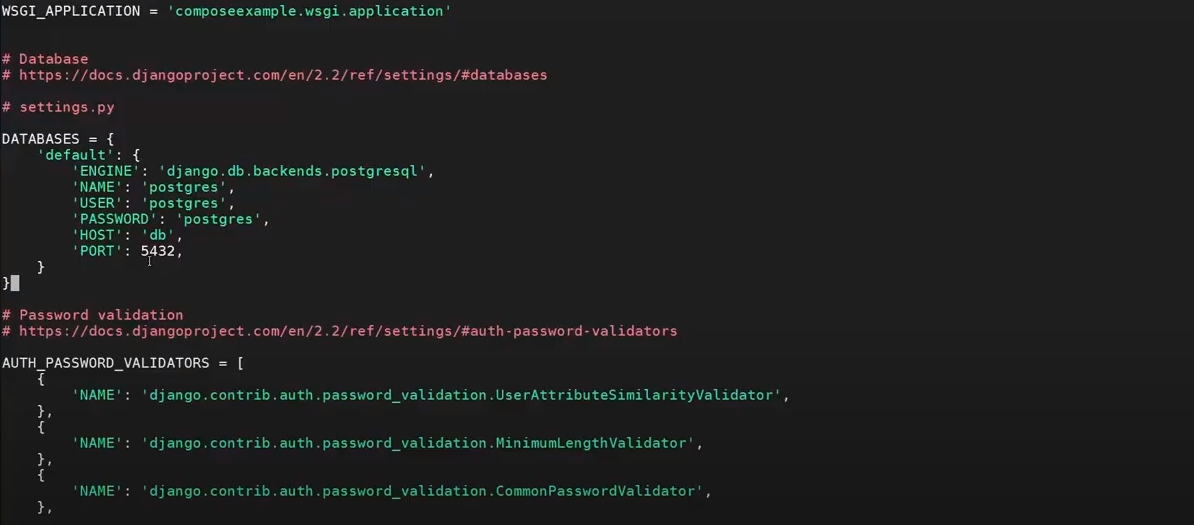 WSGI_APPLICATION = 'composeexample.wsgi.application'
# Database
# https://docs.djangoproject.com/en/2.2/ref/settings/#databases
# settings.py
DATABASES = {
    'default': {
        'ENGINE': 'django.db.backends.postgresql',
        'NAME': 'postgres',
        'USER': 'postgres',
        'PASSWORD': 'postgres',
        'HOST': 'db',
        'PORT': 5432,
    }
}
# Password validation
# https://docs.djangoproject.com/en/2.2/ref/settings/#auth-password-validators
AUTH_PASSWORD_VALIDATORS = [
    {
        'NAME': 'django.contrib.auth.password_validation.UserAttributeSimilarityValidator',
    },
    {
        'NAME': 'django.contrib.auth.password_validation.MinimumLengthValidator',
    },
    {
        'NAME': 'django.contrib.auth.password_validation.CommonPasswordValidator',
    },